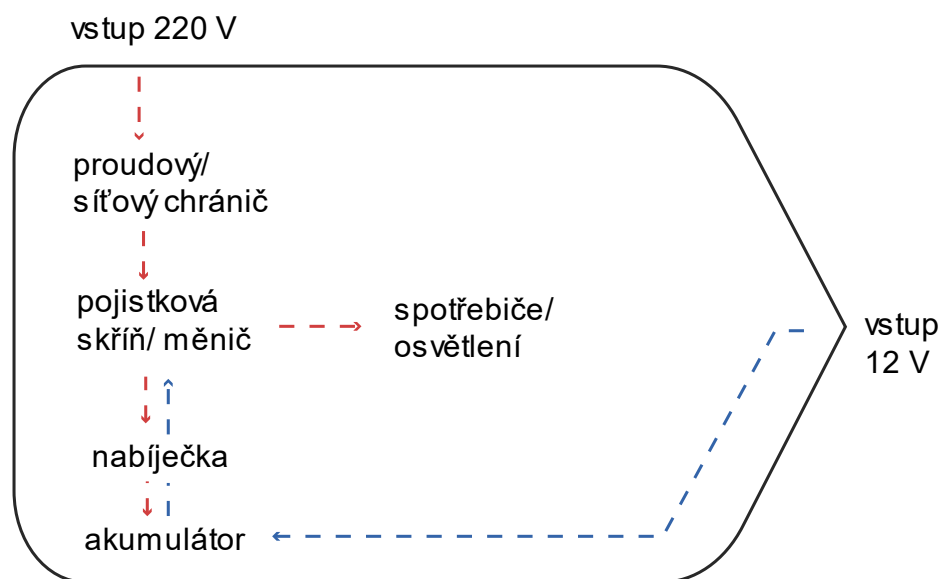 vstup 220 V
proudový/
síťový chránič
pojistková
skříň/ měnič
spotřebiče/
osvětlení
vstup
12 V
nabíječka
akumulátor